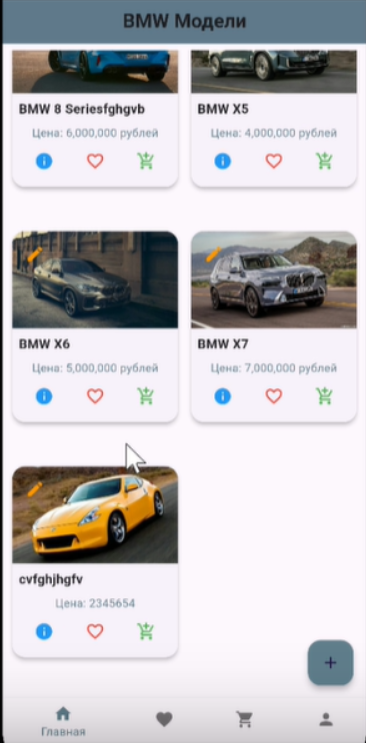 BMW Модели
BMW 8 Seriesfghgvb
BMW X5
Цена: 6,000,000 рублей
Цена: 4,000,000 рублей
BMW X6
BMW X7
Цена: 5,000,000 рублей
Цена: 7,000,000 рублей
cvfghjhgfv
Цена: 2345654
Главная